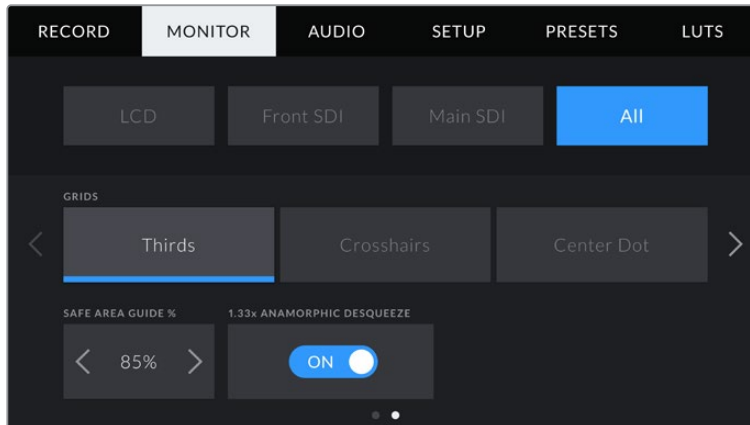 RECORD MONITOR AUDIO SETUP PRESETS LUTS
LCD Front SDI Main SDI All
GRIDS
Thirds Crosshairs Center Dot
SAFE AREA GUIDE % 1.33x ANAMORPHIC DESQUEEZE
85% ON